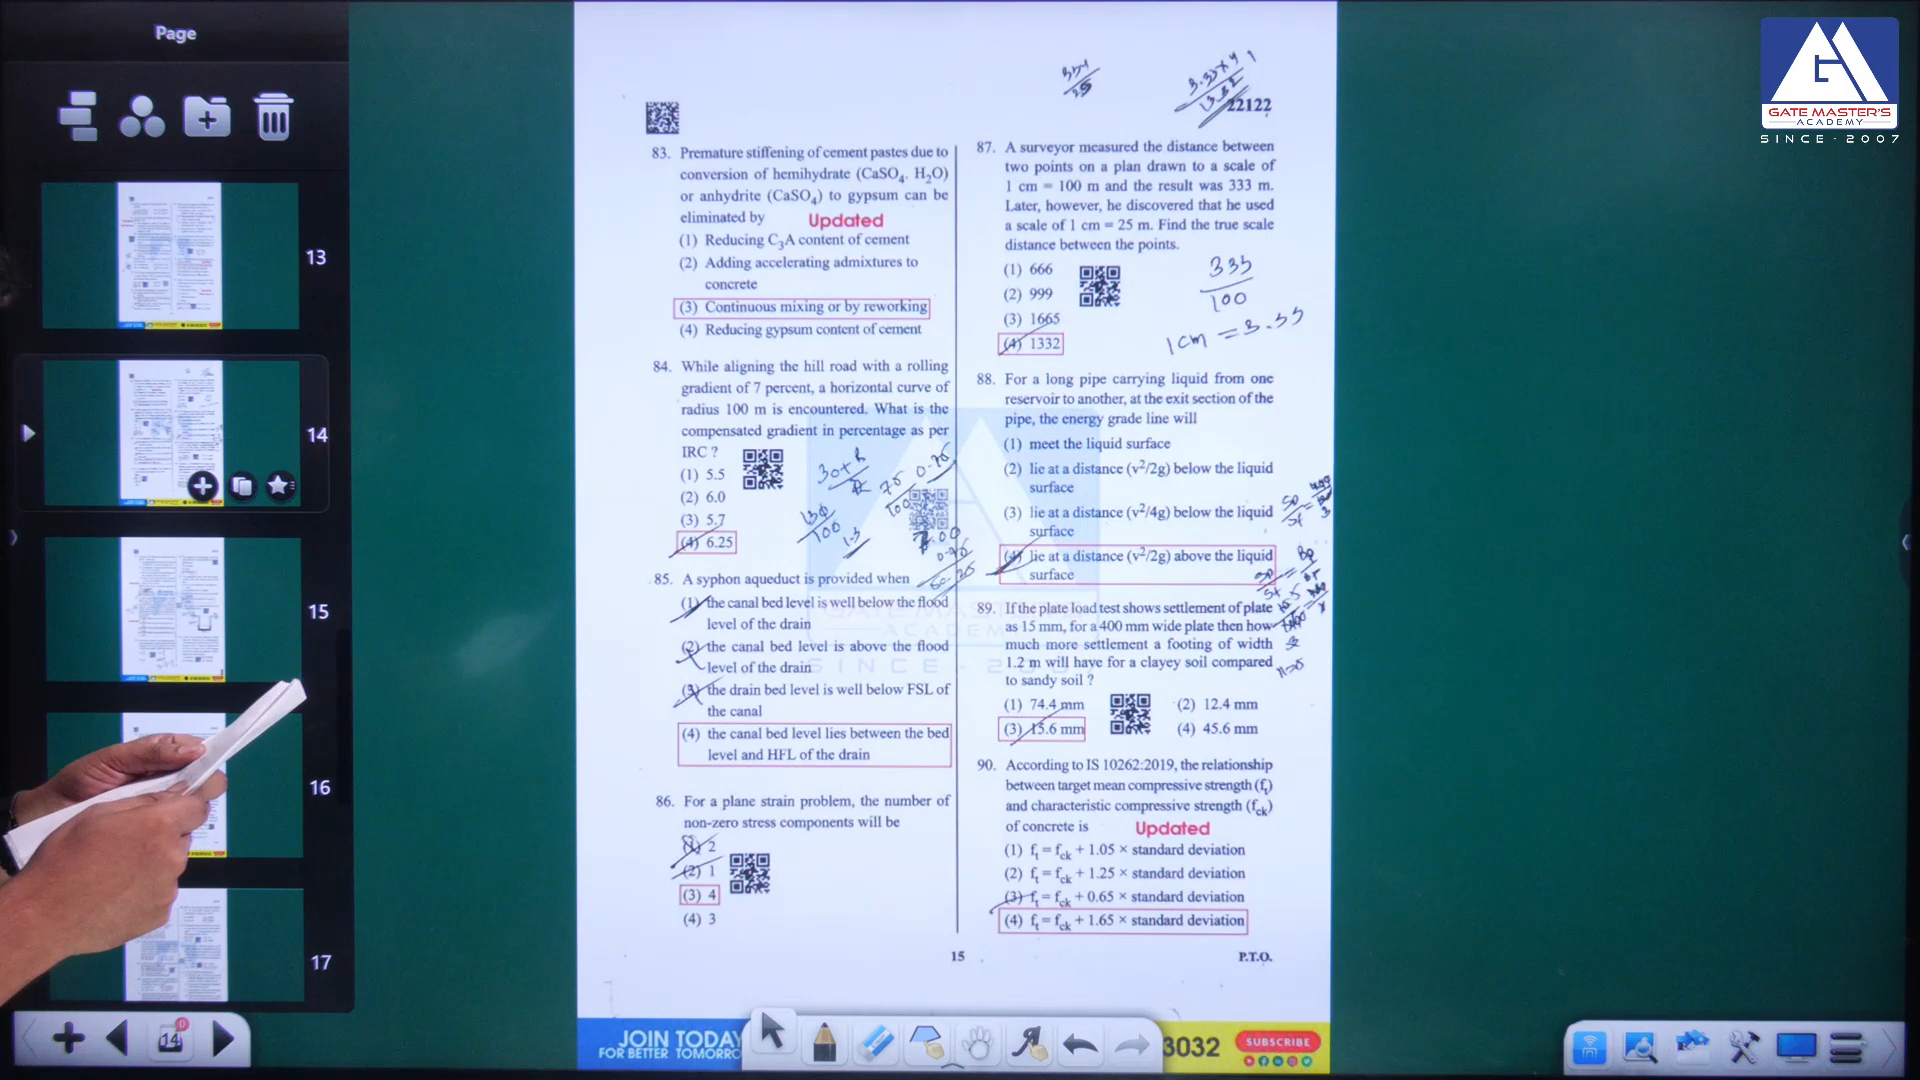 Page
13
14
15
16
17
GATE MASTER'S
ACADEMY
SINCE-2007
22122
83. Premature stiffening of cement pastes due to
conversion of hemihydrate (CaSO4. H2O)
or anhydrite (CaSO4) to gypsum can be
eliminated by Updated
(1) Reducing C3A content of cement
(2) Adding accelerating admixtures to
concrete
(3) Continuous mixing or by reworking
(4) Reducing gypsum content of cement
84. While aligning the hill road with a rolling
gradient of 7 percent, a horizontal curve of
radius 100 m is encountered. What is the
compensated gradient in percentage as per
IRC ?
(1) 5.5
(2) 6.0
(3) 5.7
(4) 6.25
85. A syphon aqueduct is provided when
(1) the canal bed level is well below the flood
level of the drain
(2) the canal bed level is above the flood
level of the drain
(3) the drain bed level is well below FSL of
the canal
(4) the canal bed level lies between the bed
level and HFL of the drain
86. For a plane strain problem, the number of
non-zero stress components will be
(1) 2
(2) 1
(3) 4
(4) 3
87. A surveyor measured the distance between
two points on a plan drawn to a scale of
1 cm = 100 m and the result was 333 m.
Later, however, he discovered that he used
a scale of 1 cm = 25 m. Find the true scale
distance between the points.
(1) 666
(2) 999
(3) 1665
(4) 1332
333
100
1cm = 3.33
88. For a long pipe carrying liquid from one
reservoir to another, at the exit section of the
pipe, the energy grade line will
(1) meet the liquid surface
(2) lie at a distance (v²/2g) below the liquid
surface
(3) lie at a distance (v²/4g) below the liquid
surface
(4) lie at a distance (v²/2g) above the liquid
surface
89. If the plate load test shows settlement of plate
as 15 mm, for a 400 mm wide plate then how
much more settlement a footing of width
1.2 m will have for a clayey soil compared
to sandy soil ?
(1) 74.4 mm (2) 12.4 mm
(3) 15.6 mm (4) 45.6 mm
90. According to IS 10262:2019, the relationship
between target mean compressive strength (ft)
and characteristic compressive strength (fck)
of concrete is Updated
(1) ft = fck + 1.05 × standard deviation
(2) ft = fck + 1.25 × standard deviation
(3) ft = fck + 0.65 × standard deviation
(4) ft = fck + 1.65 × standard deviation
15 P.T.O.
JOIN TODAY
FOR BETTER TOMORRO
3032
SUBSCRIBE
14